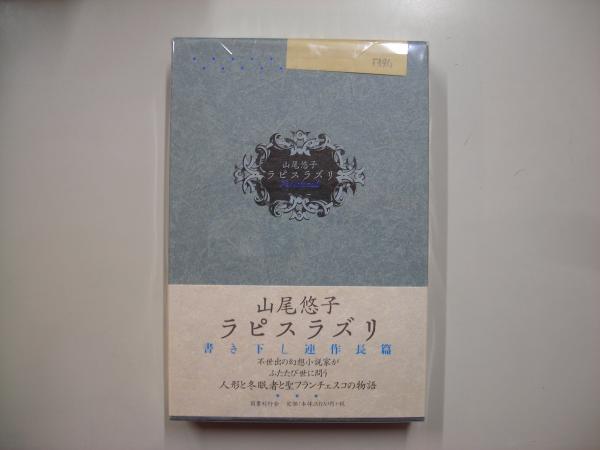 山尾悠子
ラピスラズリ
山尾悠子
ラピスラズリ
書き下し連作長篇
不世出の幻想小説家が
ふたたび世に問う
人形と冬眠者と聖フランチェスコの物語
国書刊行会